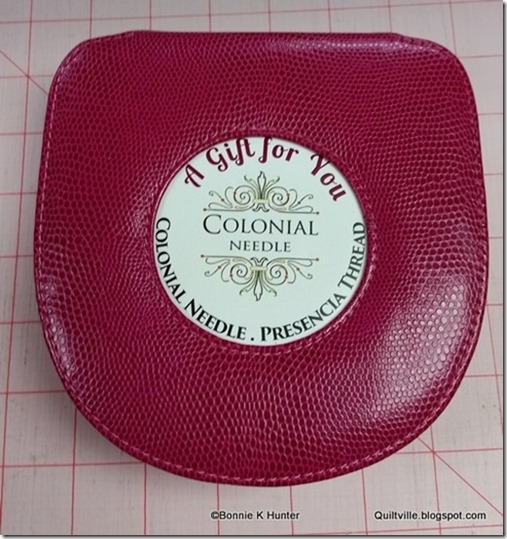 A Gift for You
COLONIAL
NEEDLE
COLONIAL NEEDLE . PRESENCIA THREAD
©Bonnie K Hunter
Quiltville.blogspot.com